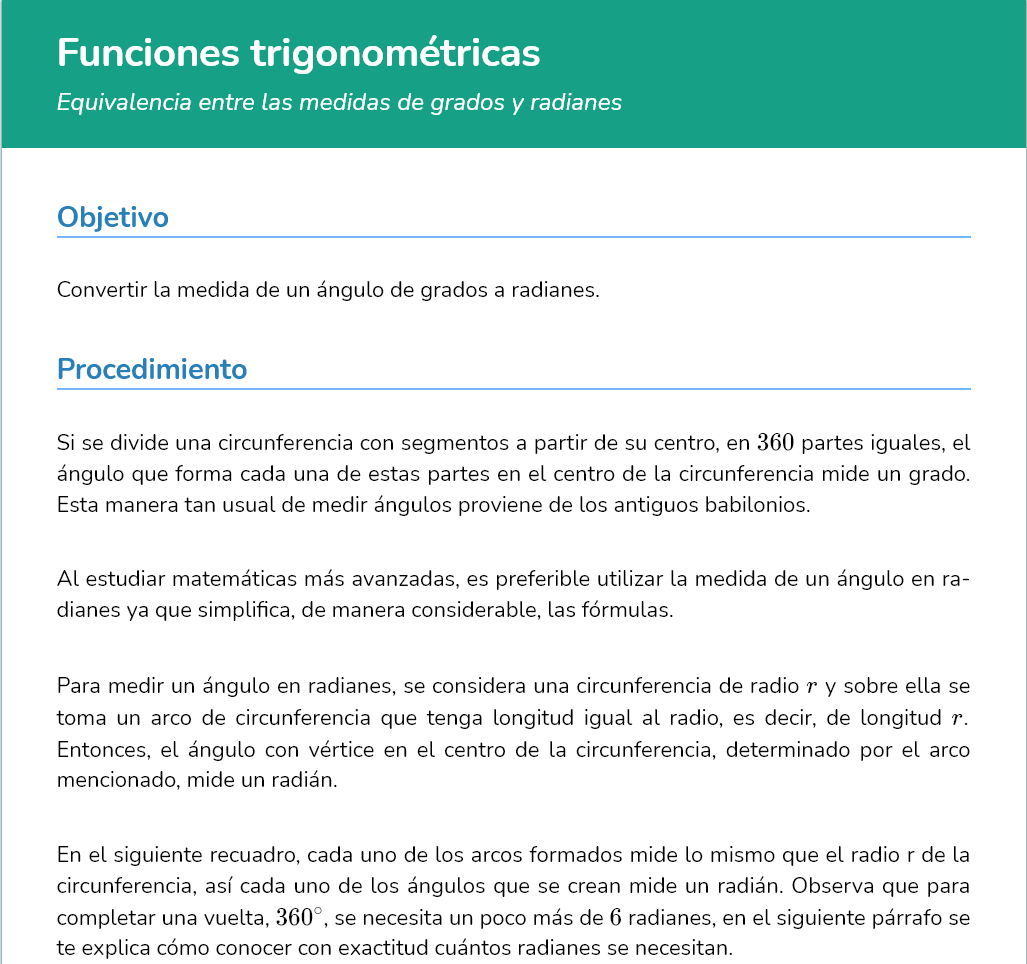 Funciones trigonométricas
Equivalencia entre las medidas de grados y radianes
Objetivo
Convertir la medida de un ángulo de grados a radianes.
Procedimiento
Si se divide una circunferencia con segmentos a partir de su centro, en 360 partes iguales, el
ángulo que forma cada una de estas partes en el centro de la circunferencia mide un grado.
Esta manera tan usual de medir ángulos proviene de los antiguos babilonios.
Al estudiar matemáticas más avanzadas, es preferible utilizar la medida de un ángulo en ra-
dianes ya que simplifica, de manera considerable, las fórmulas.
Para medir un ángulo en radianes, se considera una circunferencia de radio r y sobre ella se
toma un arco de circunferencia que tenga longitud igual al radio, es decir, de longitud r.
Entonces, el ángulo con vértice en el centro de la circunferencia, determinado por el arco
mencionado, mide un radián.
En el siguiente recuadro, cada uno de los arcos formados mide lo mismo que el radio r de la
circunferencia, así cada uno de los ángulos que se crean mide un radián. Observa que para
completar una vuelta, 360°, se necesita un poco más de 6 radianes, en el siguiente párrafo se
te explica cómo conocer con exactitud cuántos radianes se necesitan.